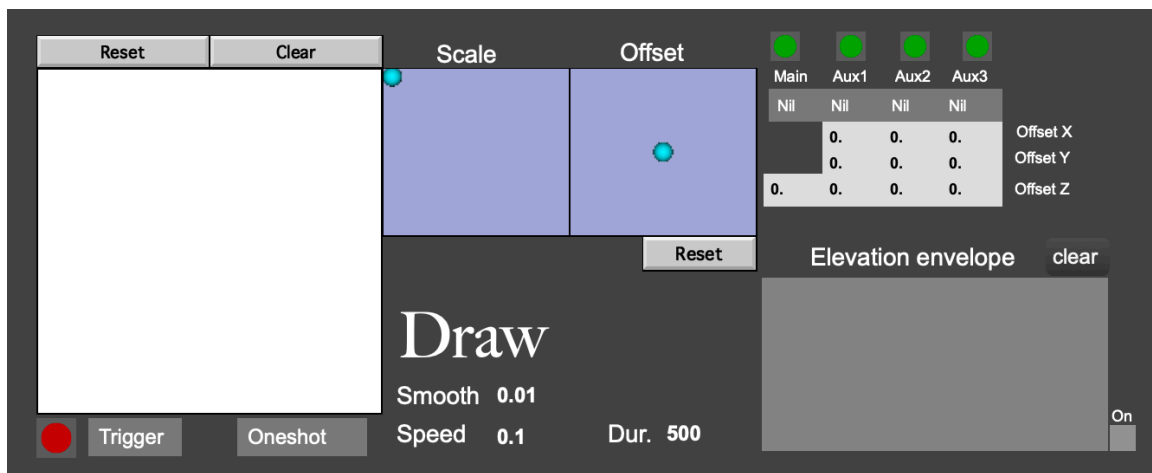 Reset Clear Scale Offset
Main Aux1 Aux2 Aux3
Nil Nil Nil Nil
0. 0. 0. Offset X
0. 0. 0. Offset Y
0. 0. 0. 0. Offset Z
Reset
Elevation envelope clear
Draw
Smooth 0.01
Speed 0.1 Dur. 500
On
Trigger Oneshot